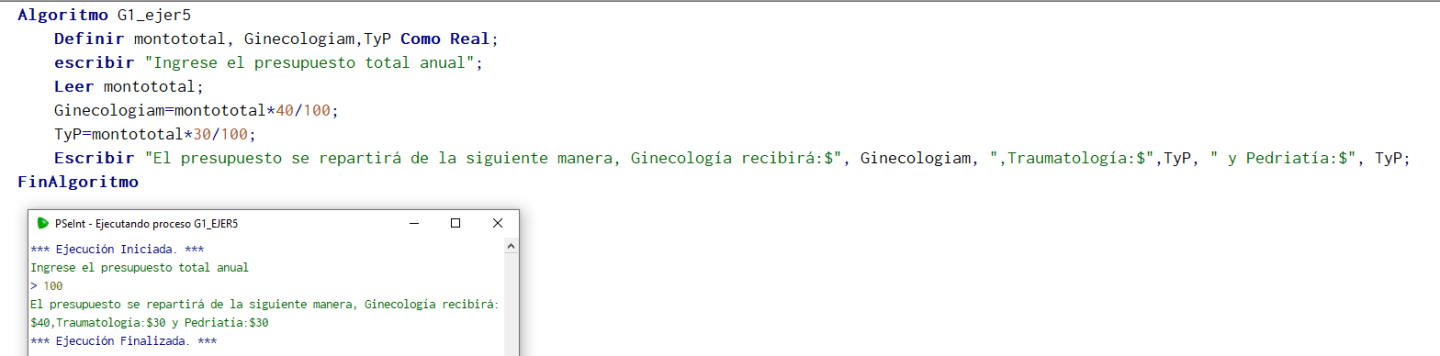 Algoritmo G1_ejer5
Definir montototal, Ginecologiam,TyP Como Real;
escribir "Ingrese el presupuesto total anual";
Leer montototal;
Ginecologiam=montototal*40/100;
TyP=montototal*30/100;
Escribir "El presupuesto se repartirá de la siguiente manera, Ginecología recibirá:$", Ginecologiam, ",Traumatología:$",TyP, " y Pedriatía:$", TyP;
FinAlgoritmo
PSeInt - Ejecutando proceso G1_EJER5
*** Ejecución Iniciada. ***
Ingrese el presupuesto total anual
> 100
El presupuesto se repartirá de la siguiente manera, Ginecología recibirá:
$40,Traumatología:$30 y Pedriatía:$30
*** Ejecución Finalizada. ***